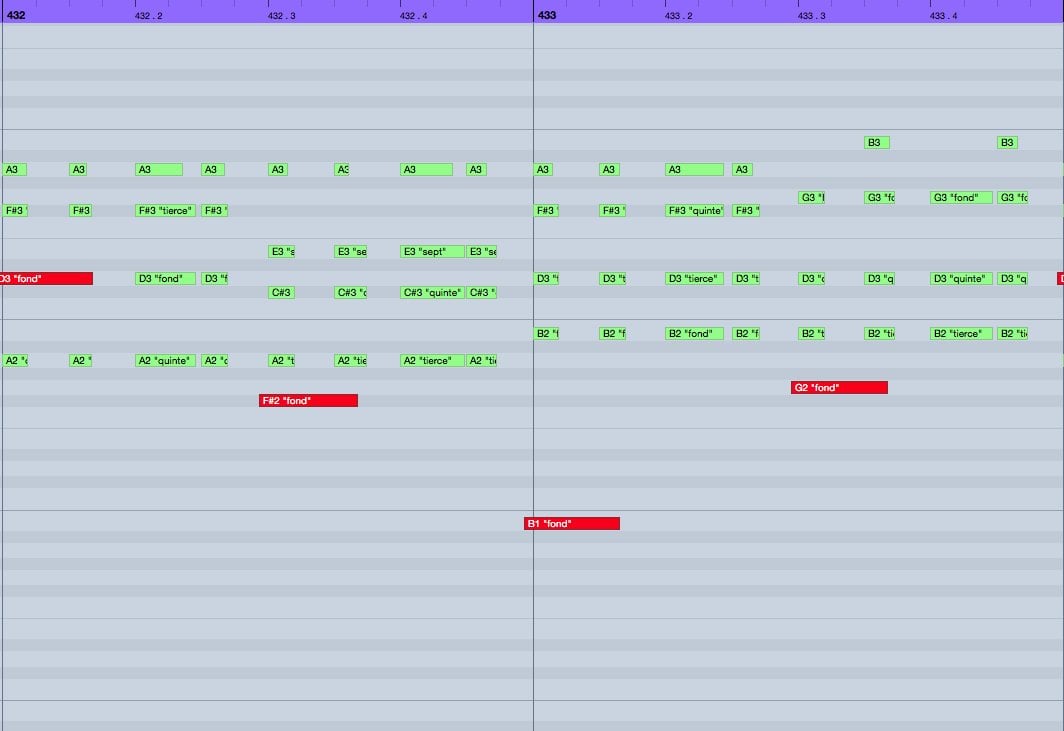 432 432.2 432.3 432.4 433 433.2 433.3 433.4
B3 B3
A3 A3 A3 A3 A3 A3 A3 A3 A3 A3 A3 A3
G3 "f G3 "fc G3 "fond" G3 "fc
F#3 " F#3 F#3 "tierce" F#3 " F#3 " F#3 " F#3 "quinte" F#3 "
E3 "s E3 "se E3 "sept" E3 "se
D3 "fond" D3 "fond" D3 "f D3 "t D3 "t D3 "tierce" D3 "t D3 "c D3 "q D3 "quinte" D3 "q
C#3 C#3 "c C#3 "quinte" C#3 "
B2 "f B2 "f B2 "fond" B2 "f B2 "t B2 "tie B2 "tierce" B2 "tie
A2 "c A2 " A2 "quinte" A2 "c A2 "t A2 "tie A2 "tierce" A2 "tie
G2 "fond"
F#2 "fond"
B1 "fond"